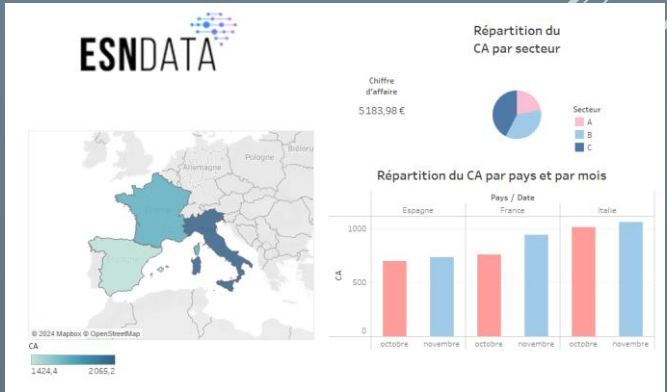 ESNDATA
Répartition du
CA par secteur
Chiffre
d'affaire
5183,98 €
Secteur
A
B
C
Allemagne
Pologne
Espagne
© 2024 Mapbox © OpenStreetMap
CA
1424,4
2065,2
Répartition du CA par pays et par mois
Pays / Date
Espagne
France
Italie
CA
1000
500
0
octobre
novembre
octobre
novembre
octobre
novembre